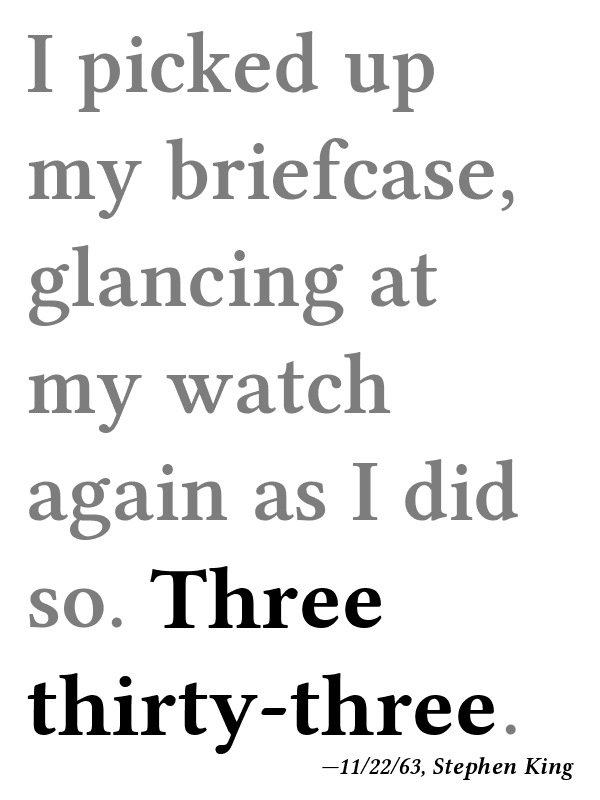 I picked up
my briefcase,
glancing at
my watch
again as I did
so. Three
thirty-three.
—11/22/63, Stephen King